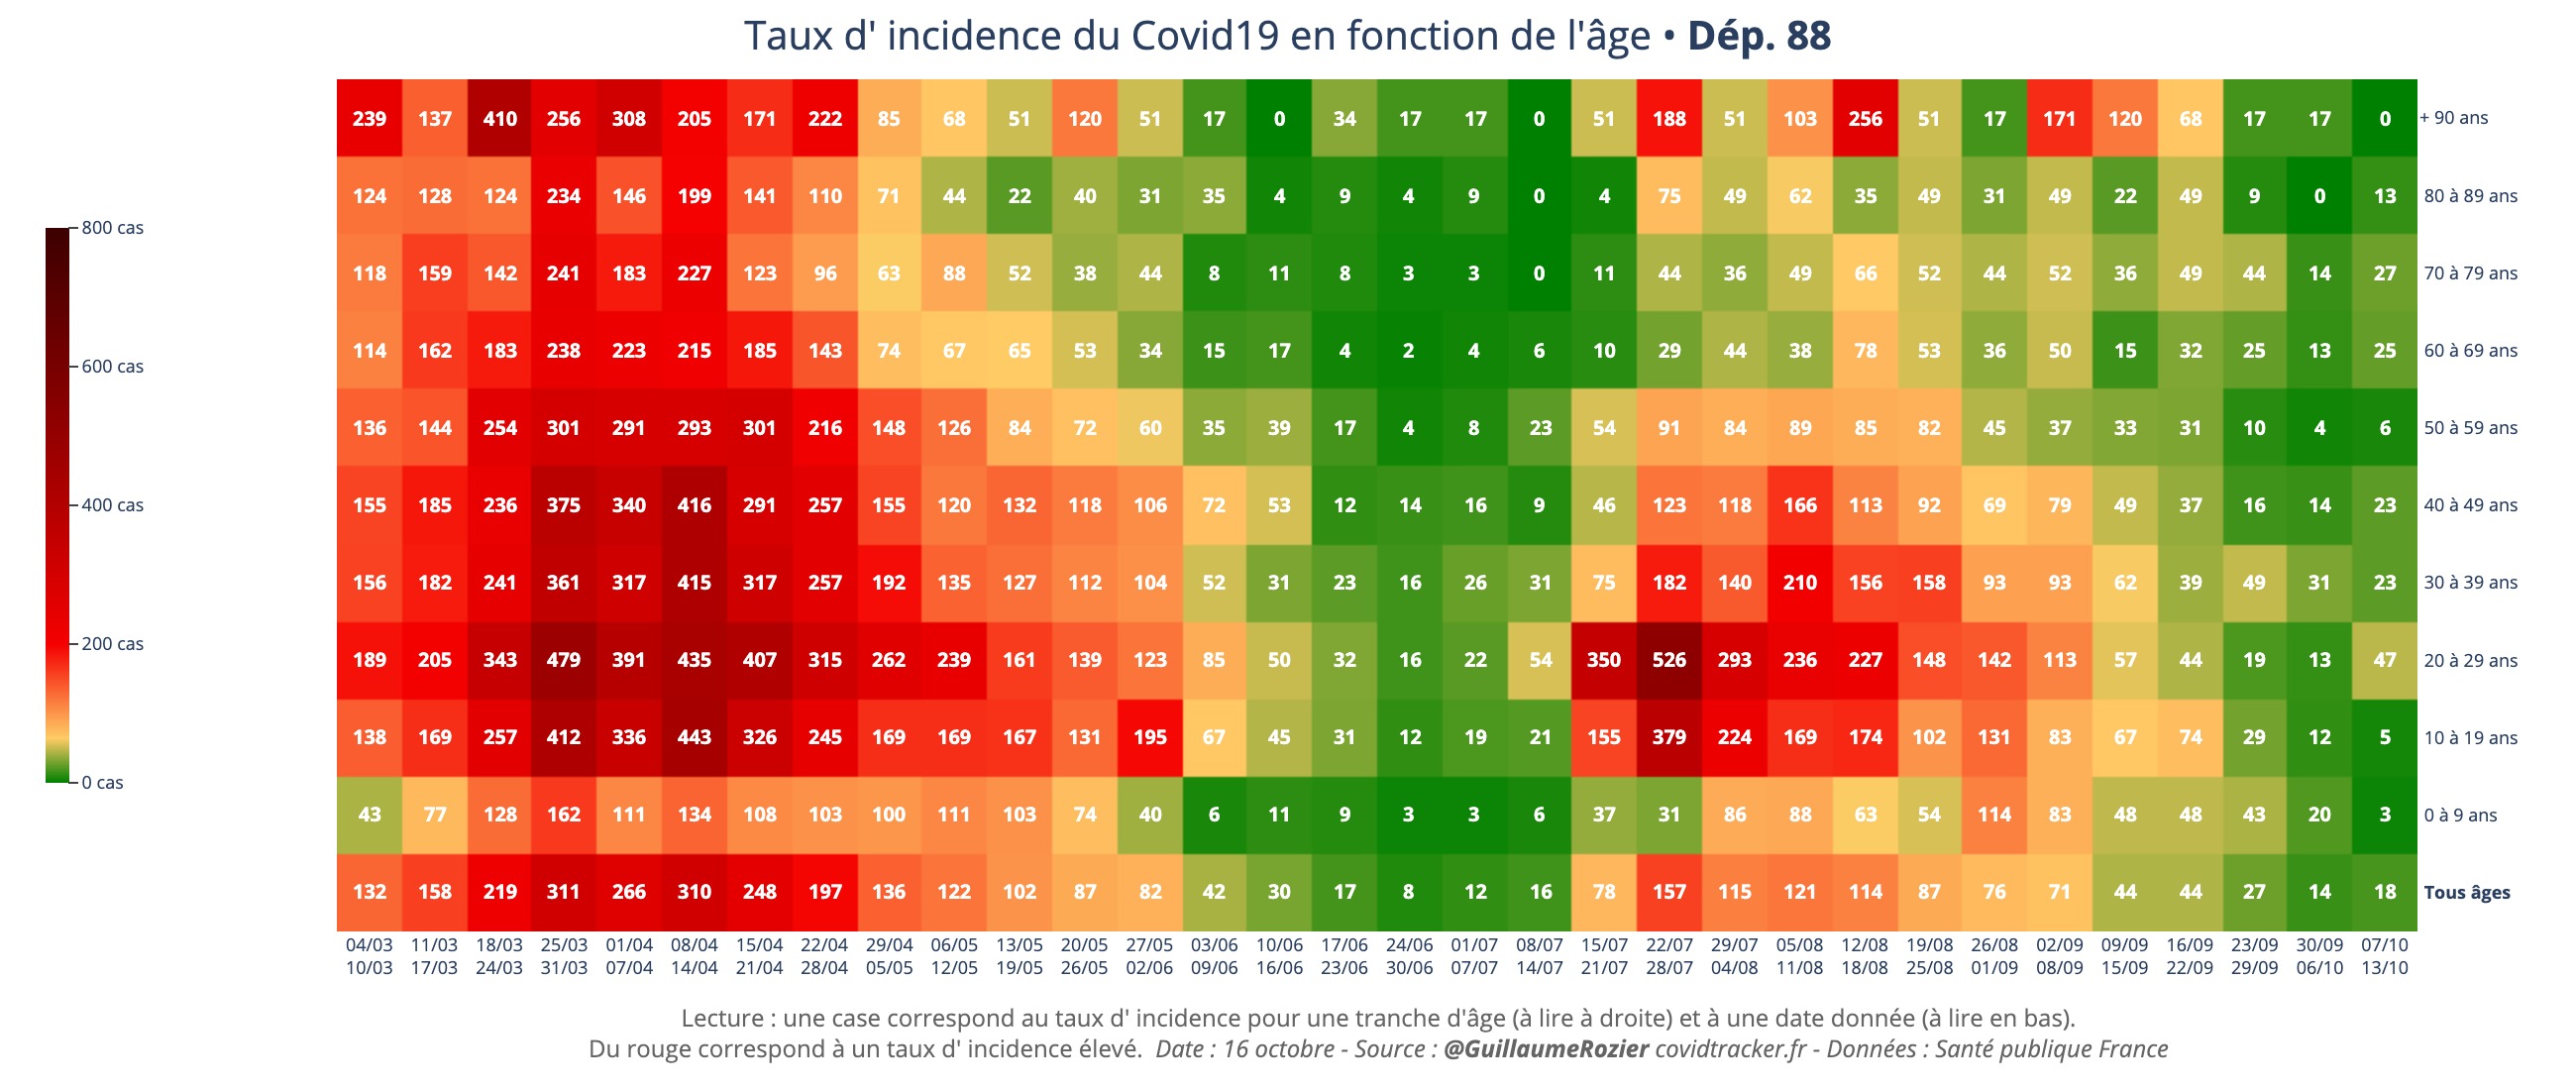 Taux d' incidence du Covid19 en fonction de l'âge • Dép. 88
800 cas
600 cas
400 cas
200 cas
0 cas
239 137 410 256 308 205 171 222 85 68 51 120 51 17 0 34 17 17 0 51 188 51 103 256 51 17 171 120 68 17 17 0 + 90 ans
124 128 124 234 146 199 141 110 71 44 22 40 31 35 4 9 4 9 0 4 75 49 62 35 49 31 49 22 49 9 0 13 80 à 89 ans
118 159 142 241 183 227 123 96 63 88 52 38 44 8 11 8 3 3 0 11 44 36 49 66 52 44 52 36 49 44 14 27 70 à 79 ans
114 162 183 238 223 215 185 143 74 67 65 53 34 15 17 4 2 4 6 10 29 44 38 78 53 36 50 15 32 25 13 25 60 à 69 ans
136 144 254 301 291 293 301 216 148 126 84 72 60 35 39 17 4 8 23 54 91 84 89 85 82 45 37 33 31 10 4 6 50 à 59 ans
155 185 236 375 340 416 291 257 155 120 132 118 106 72 53 12 14 16 9 46 123 118 166 113 92 69 79 49 37 16 14 23 40 à 49 ans
156 182 241 361 317 415 317 257 192 135 127 112 104 52 31 23 16 26 31 75 182 140 210 156 158 93 93 62 39 49 31 23 30 à 39 ans
189 205 343 479 391 435 407 315 262 239 161 139 123 85 50 32 16 22 54 350 526 293 236 227 148 142 113 57 44 19 13 47 20 à 29 ans
138 169 257 412 336 443 326 245 169 169 167 131 195 67 45 31 12 19 21 155 379 224 169 174 102 131 83 67 74 29 12 5 10 à 19 ans
43 77 128 162 111 134 108 103 100 111 103 74 40 6 11 9 3 3 6 37 31 86 88 63 54 114 83 48 48 43 20 3 0 à 9 ans
132 158 219 311 266 310 248 197 136 122 102 87 82 42 30 17 8 12 16 78 157 115 121 114 87 76 71 44 44 27 14 18 Tous âges
04/03 11/03 18/03 25/03 01/04 08/04 15/04 22/04 29/04 06/05 13/05 20/05 27/05 03/06 10/06 17/06 24/06 01/07 08/07 15/07 22/07 29/07 05/08 12/08 19/08 26/08 02/09 09/09 16/09 23/09 30/09 07/10
10/03 17/03 24/03 31/03 07/04 14/04 21/04 28/04 05/05 12/05 19/05 26/05 02/06 09/06 16/06 23/06 30/06 07/07 14/07 21/07 28/07 04/08 11/08 18/08 25/08 01/09 08/09 15/09 22/09 29/09 06/10 13/10
Lecture : une case correspond au taux d' incidence pour une tranche d'âge (à lire à droite) et à une date donnée (à lire en bas).
Du rouge correspond à un taux d' incidence élevé. Date : 16 octobre - Source : @GuillaumeRozier covidtracker.fr - Données : Santé publique France